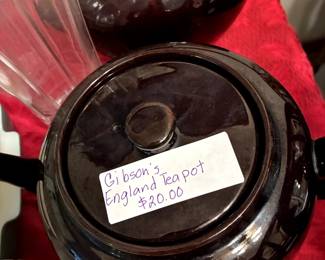 Gibson's
England Teapot
$20.00